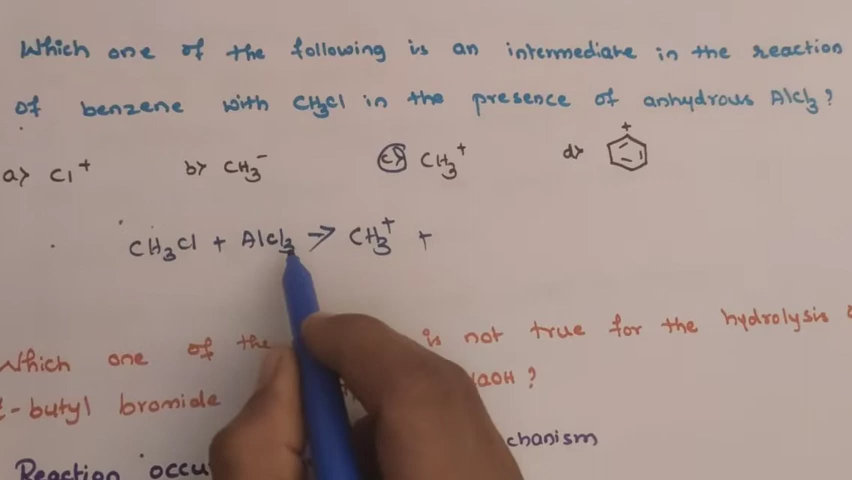 Which one of the following is an intermediate in the reaction
of benzene with CH3Cl in the presence of anhydrous AlCl3?
a> Cl+ b> CH3- c> CH3+ d> +
CH3Cl + AlCl3 → CH3+ +
Which one of the is not true for the hydrolysis
t-butyl bromide NaOH?
chanism
Reaction occu